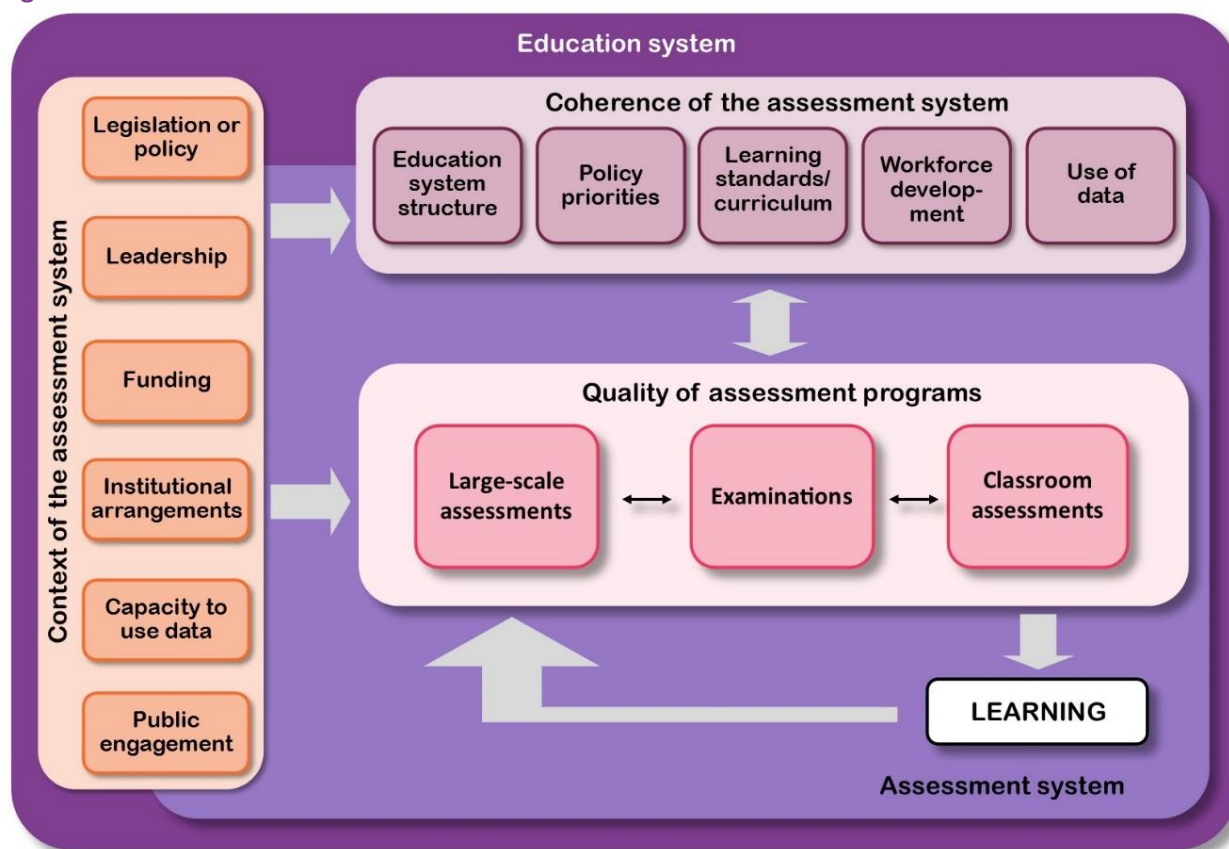 Education system
Context of the assessment system
Legislation or
policy
Leadership
Funding
Institutional
arrangements
Capacity to
use data
Public
engagement
Coherence of the assessment system
Education
system
structure
Policy
priorities
Learning
standards/
curriculum
Workforce
develop-
ment
Use of
data
Quality of assessment programs
Large-scale
assessments
Examinations
Classroom
assessments
LEARNING
Assessment system